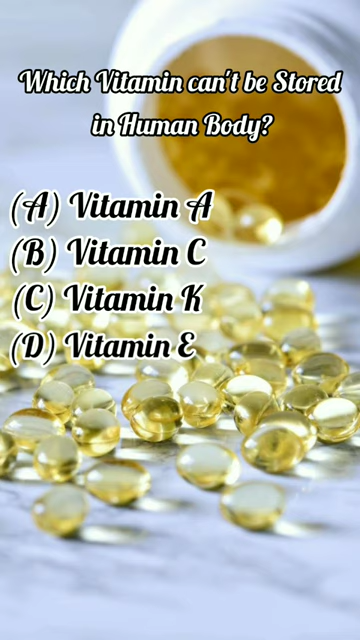 Which Vitamin can't be Stored
in Human Body?
(A) Vitamin A
(B) Vitamin C
(C) Vitamin K
(D) Vitamin E